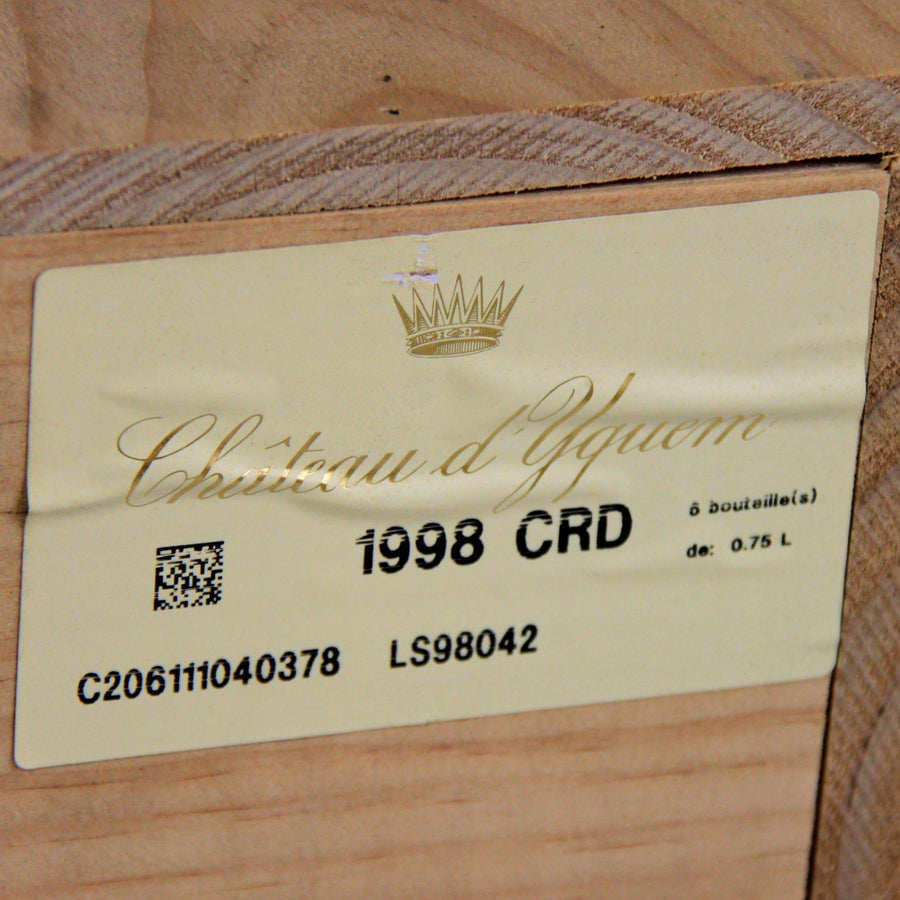 Château d'Yquem
1998 CRD
6 bouteille(s)
de: 0.75 L
C206111040378 LS98042